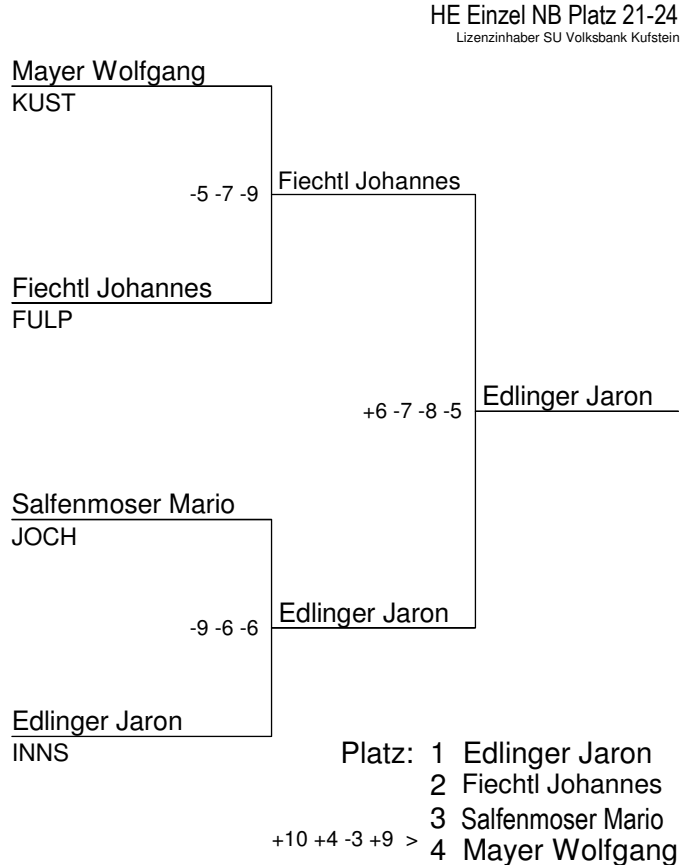 HE Einzel NB Platz 21-24
Lizenzinhaber SU Volksbank Kufstein
Mayer Wolfgang
KUST
-5 -7 -9
Fiechtl Johannes
Fiechtl Johannes
FULP
+6 -7 -8 -5
Edlinger Jaron
Salfenmoser Mario
JOCH
-9 -6 -6
Edlinger Jaron
Edlinger Jaron
INNS
Platz: 1 Edlinger Jaron
2 Fiechtl Johannes
3 Salfenmoser Mario
+10 +4 -3 +9 >
4 Mayer Wolfgang